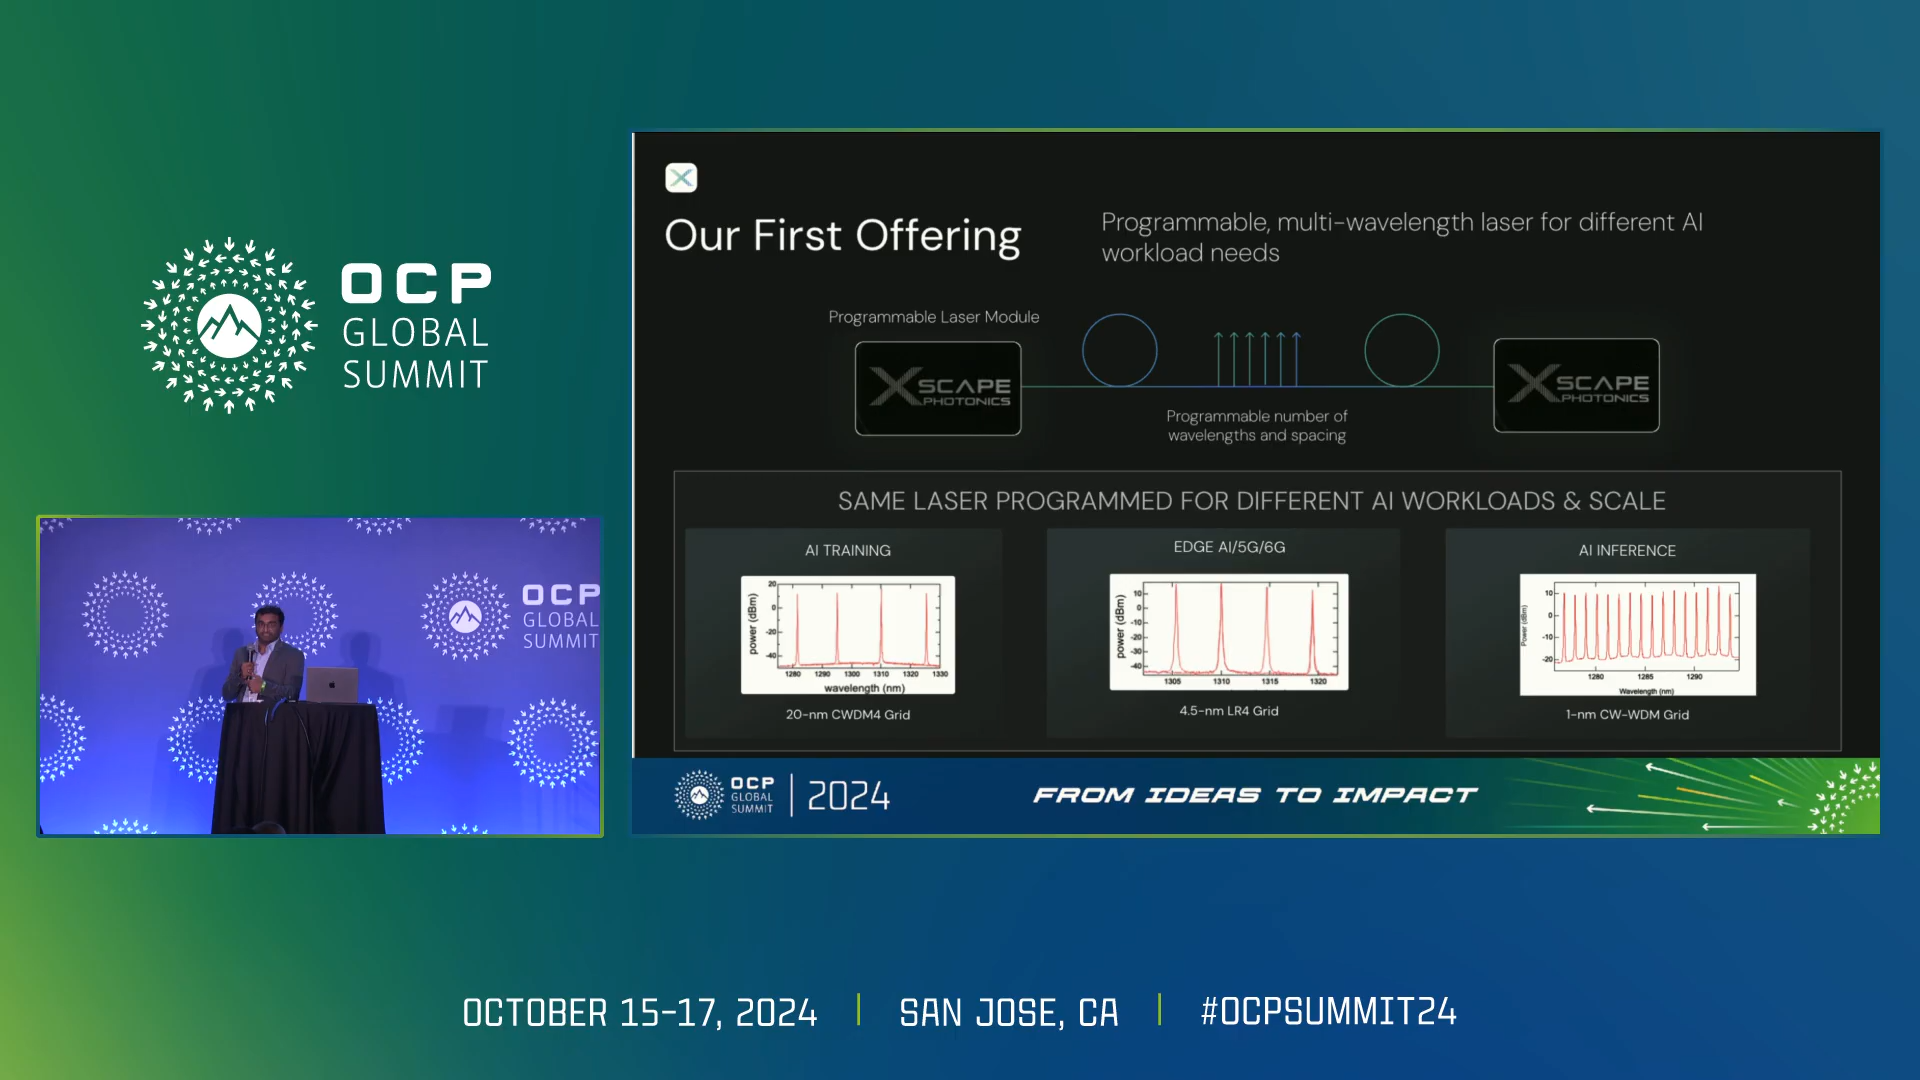 OCP
GLOBAL
SUMMIT
OCP
GLOBAL
SUMMIT
Our First Offering
Programmable, multi-wavelength laser for different AI
workload needs
Programmable Laser Module
XSCAPE
PHOTONICS
XSCAPE
PHOTONICS
Programmable number of
wavelengths and spacing
SAME LASER PROGRAMMED FOR DIFFERENT AI WORKLOADS & SCALE
AI TRAINING
power (dBm)
20
0
-20
-40
1280 1290 1300 1310 1320 1330
wavelength (nm)
20-nm CWDM4 Grid
EDGE AI/5G/6G
power (dBm)
10
0
-10
-20
-30
-40
1305 1310 1315 1320
4.5-nm LR4 Grid
AI INFERENCE
Power (dBm)
10
0
-10
-20
1280 1285 1290
Wavelength (nm)
1-nm CW-WDM Grid
OCP
GLOBAL
SUMMIT
2024
FROM IDEAS TO IMPACT
OCTOBER 15-17, 2024 | SAN JOSE, CA | #OCPSUMMIT24